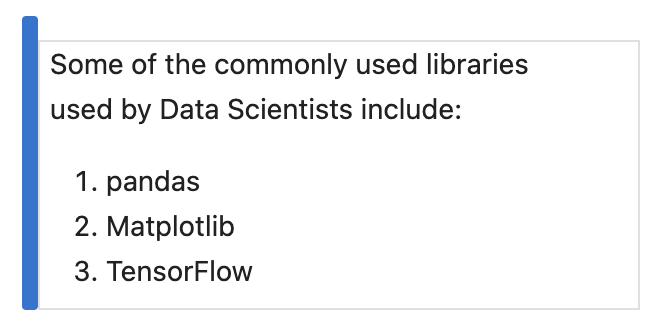 Some of the commonly used libraries
used by Data Scientists include:
1. pandas
2. Matplotlib
3. TensorFlow